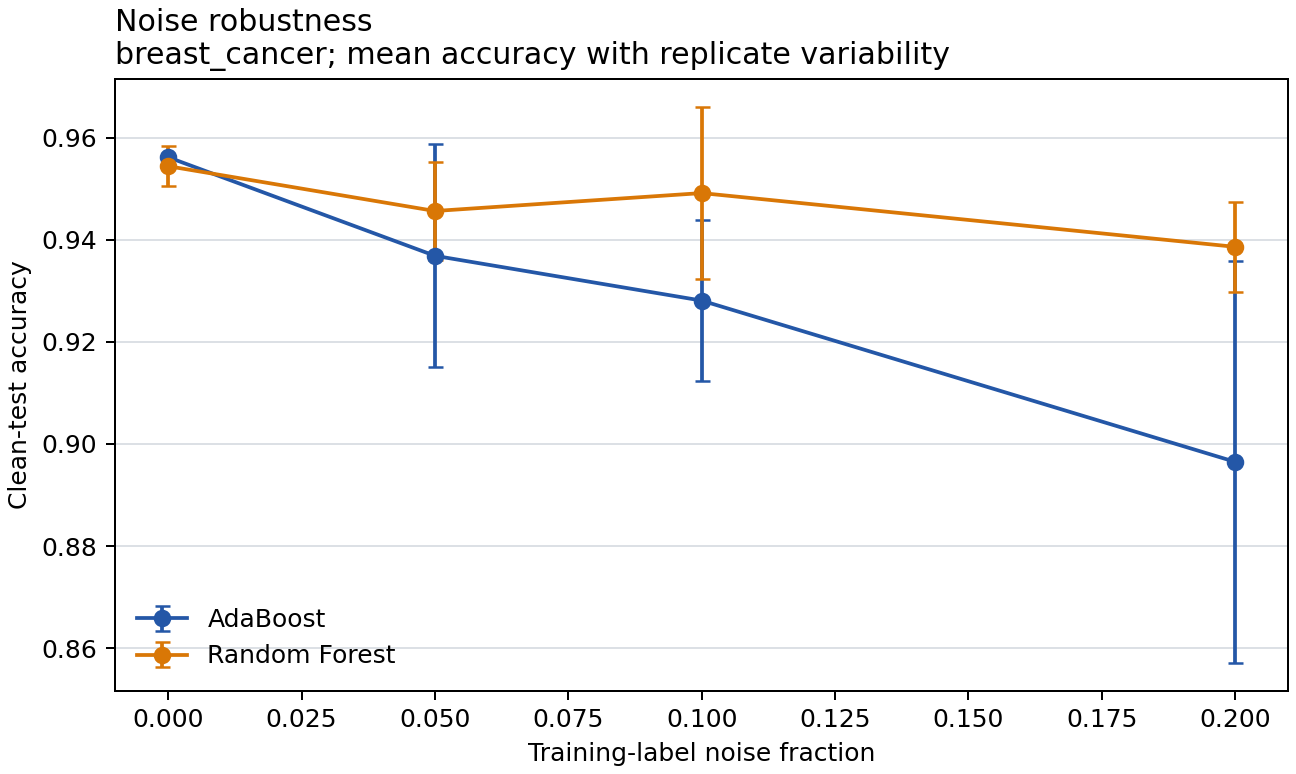 Noise robustness
breast_cancer; mean accuracy with replicate variability
0.96
0.94
0.92
0.90
0.88
0.86
Clean-test accuracy
AdaBoost
Random Forest
0.000 0.025 0.050 0.075 0.100 0.125 0.150 0.175 0.200
Training-label noise fraction